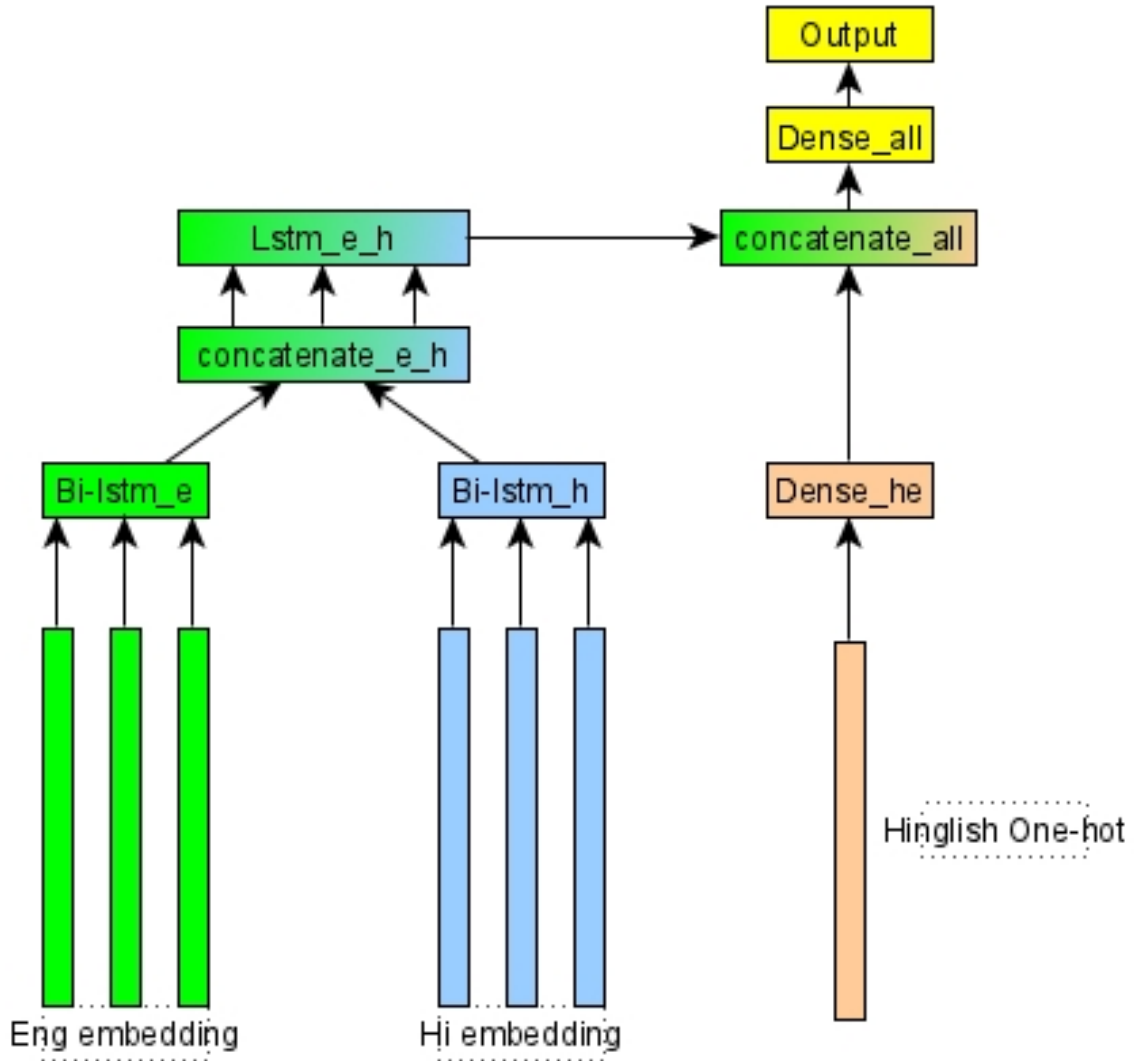 Output
Dense_all
Lstm_e_h
concatenate_all
concatenate_e_h
Bi-lstm_e
Bi-lstm_h
Dense_he
Hinglish One-hot
Eng embedding
Hi embedding